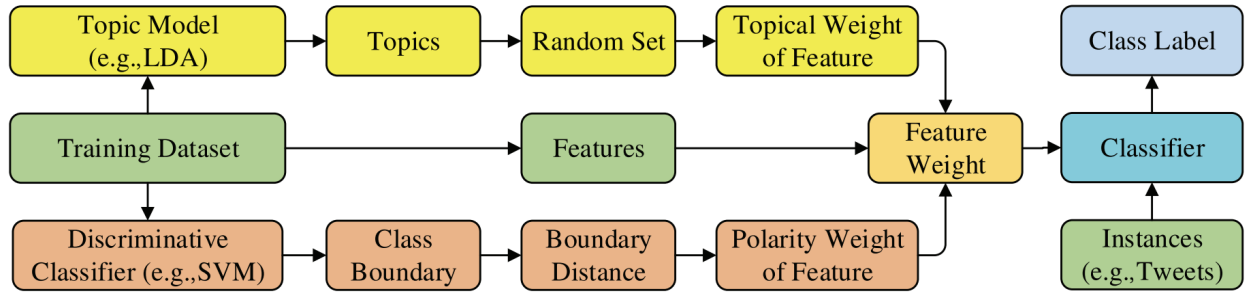 Topic Model
(e.g.,LDA)
Topics
Random Set
Topical Weight
of Feature
Class Label
Training Dataset
Features
Feature
Weight
Classifier
Discriminative
Classifier (e.g.,SVM)
Class
Boundary
Boundary
Distance
Polarity Weight
of Feature
Instances
(e.g.,Tweets)